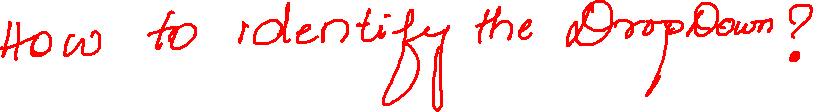 How to identify the DropDown?